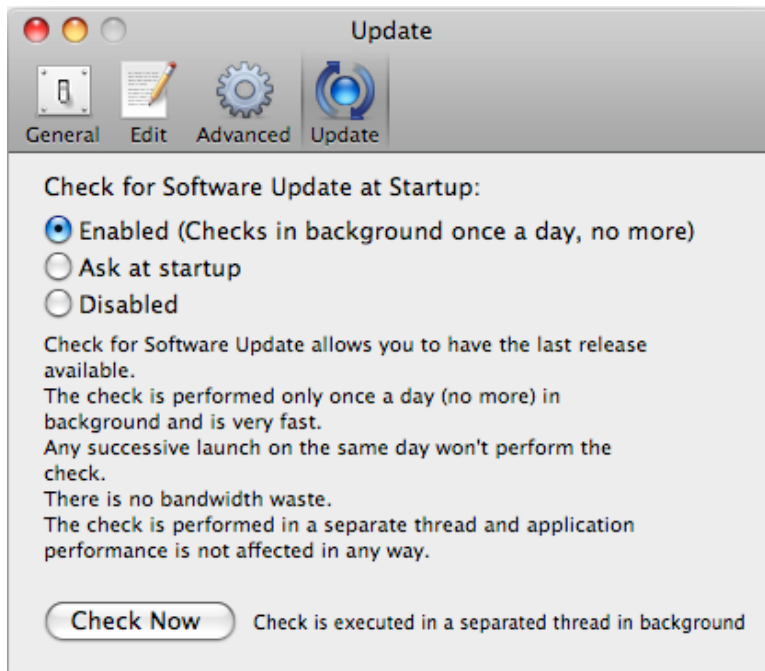 Update
General Edit Advanced Update
Check for Software Update at Startup:
Enabled (Checks in background once a day, no more)
Ask at startup
Disabled
Check for Software Update allows you to have the last release
available.
The check is performed only once a day (no more) in
background and is very fast.
Any successive launch on the same day won't perform the
check.
There is no bandwidth waste.
The check is performed in a separate thread and application
performance is not affected in any way.
Check Now Check is executed in a separated thread in background